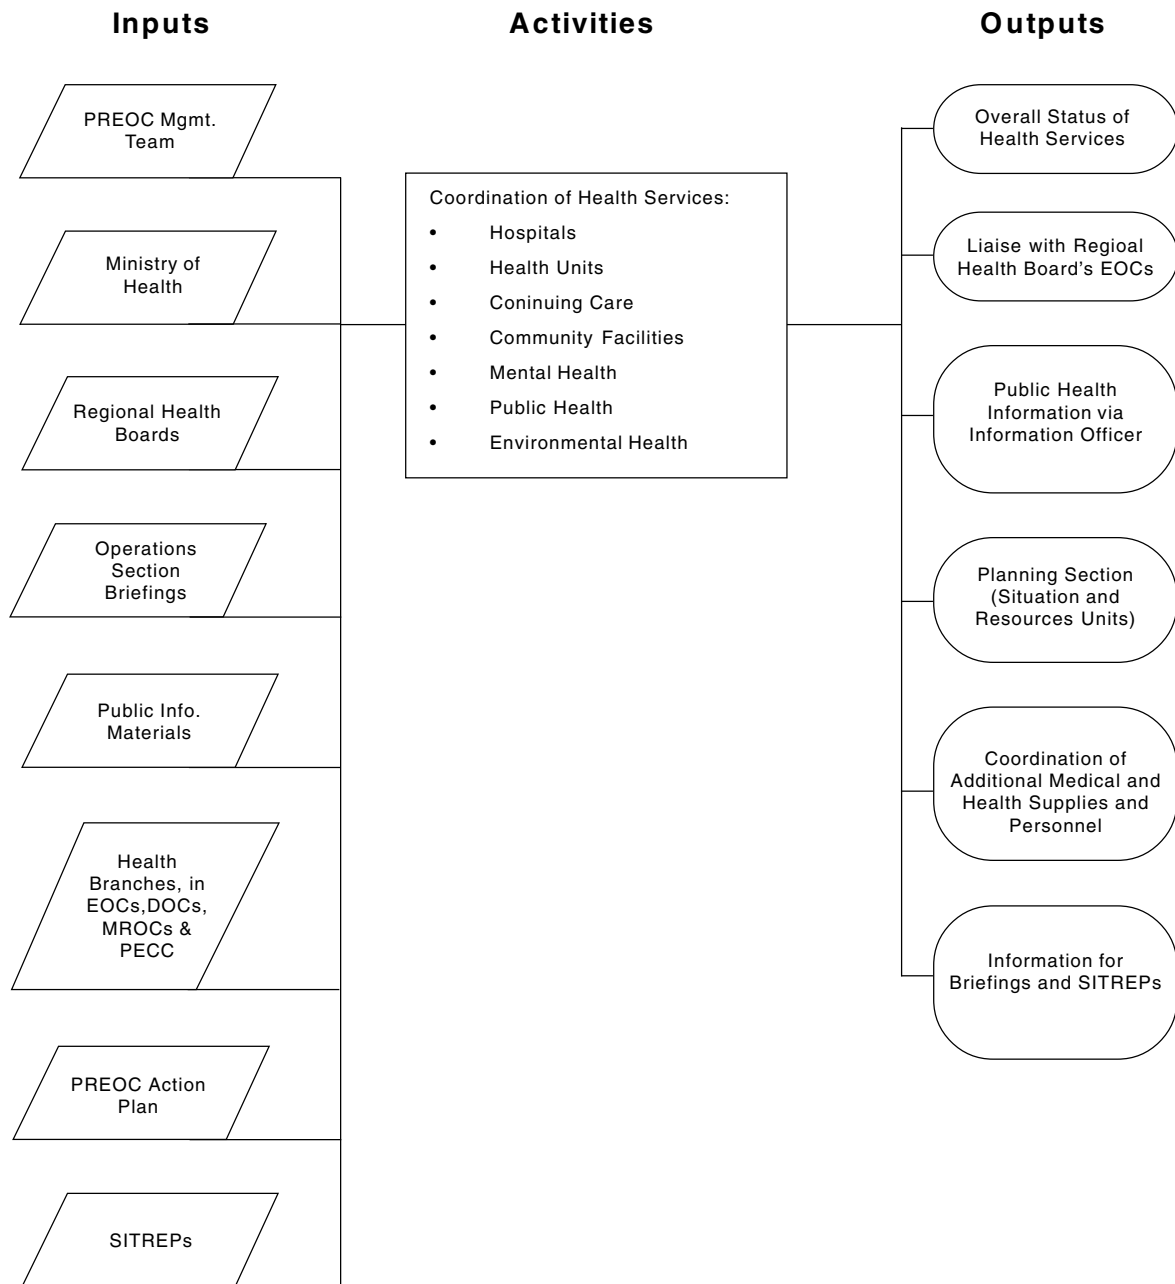 Inputs
Activities
Outputs
PREOC Mgmt.
Team
Ministry of
Health
Regional Health
Boards
Operations
Section
Briefings
Public Info.
Materials
Health
Branches, in
EOCs,DOCs,
MROCs &
PECC
PREOC Action
Plan
SITREPs
Coordination of Health Services:
• Hospitals
• Health Units
• Coninuing Care
• Community Facilities
• Mental Health
• Public Health
• Environmental Health
Overall Status of
Health Services
Liaise with Regioal
Health Board’s EOCs
Public Health
Information via
Information Officer
Planning Section
(Situation and
Resources Units)
Coordination of
Additional Medical and
Health Supplies and
Personnel
Information for
Briefings and SITREPs